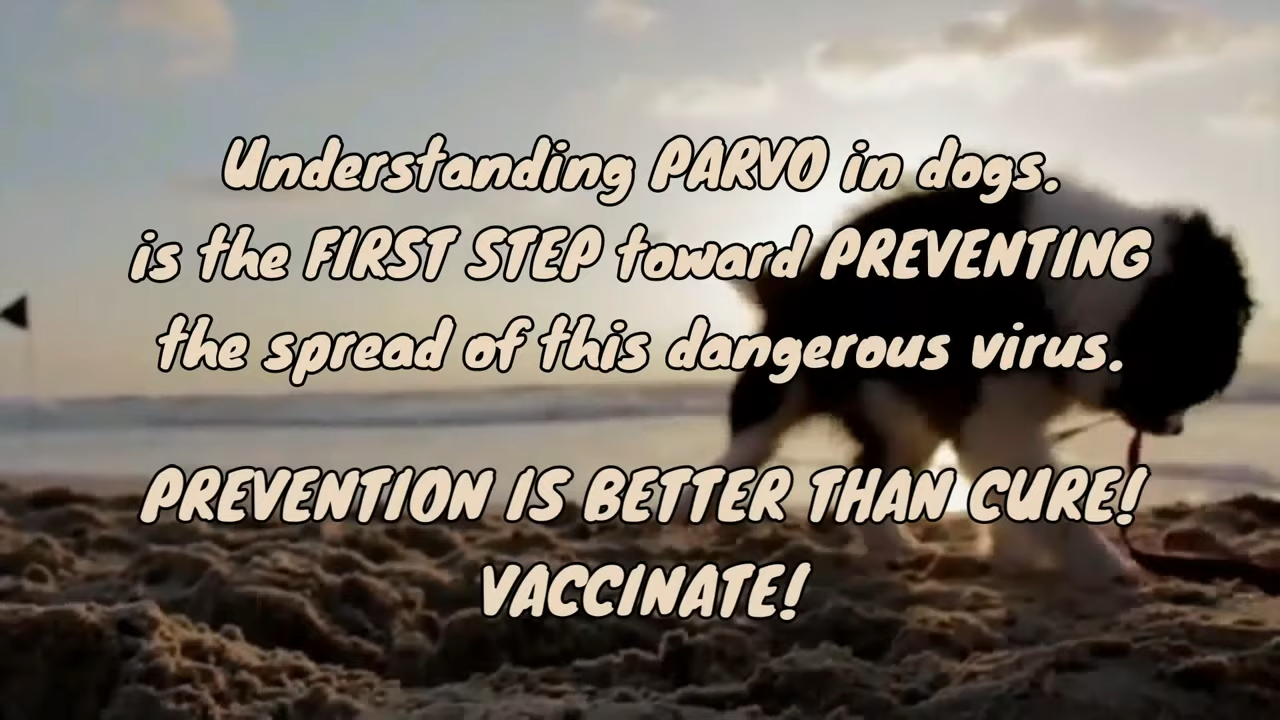 Understanding PARVO in dogs.
is the FIRST STEP toward PREVENTING
the spread of this dangerous virus.
PREVENTION IS BETTER THAN CURE!
VACCINATE!